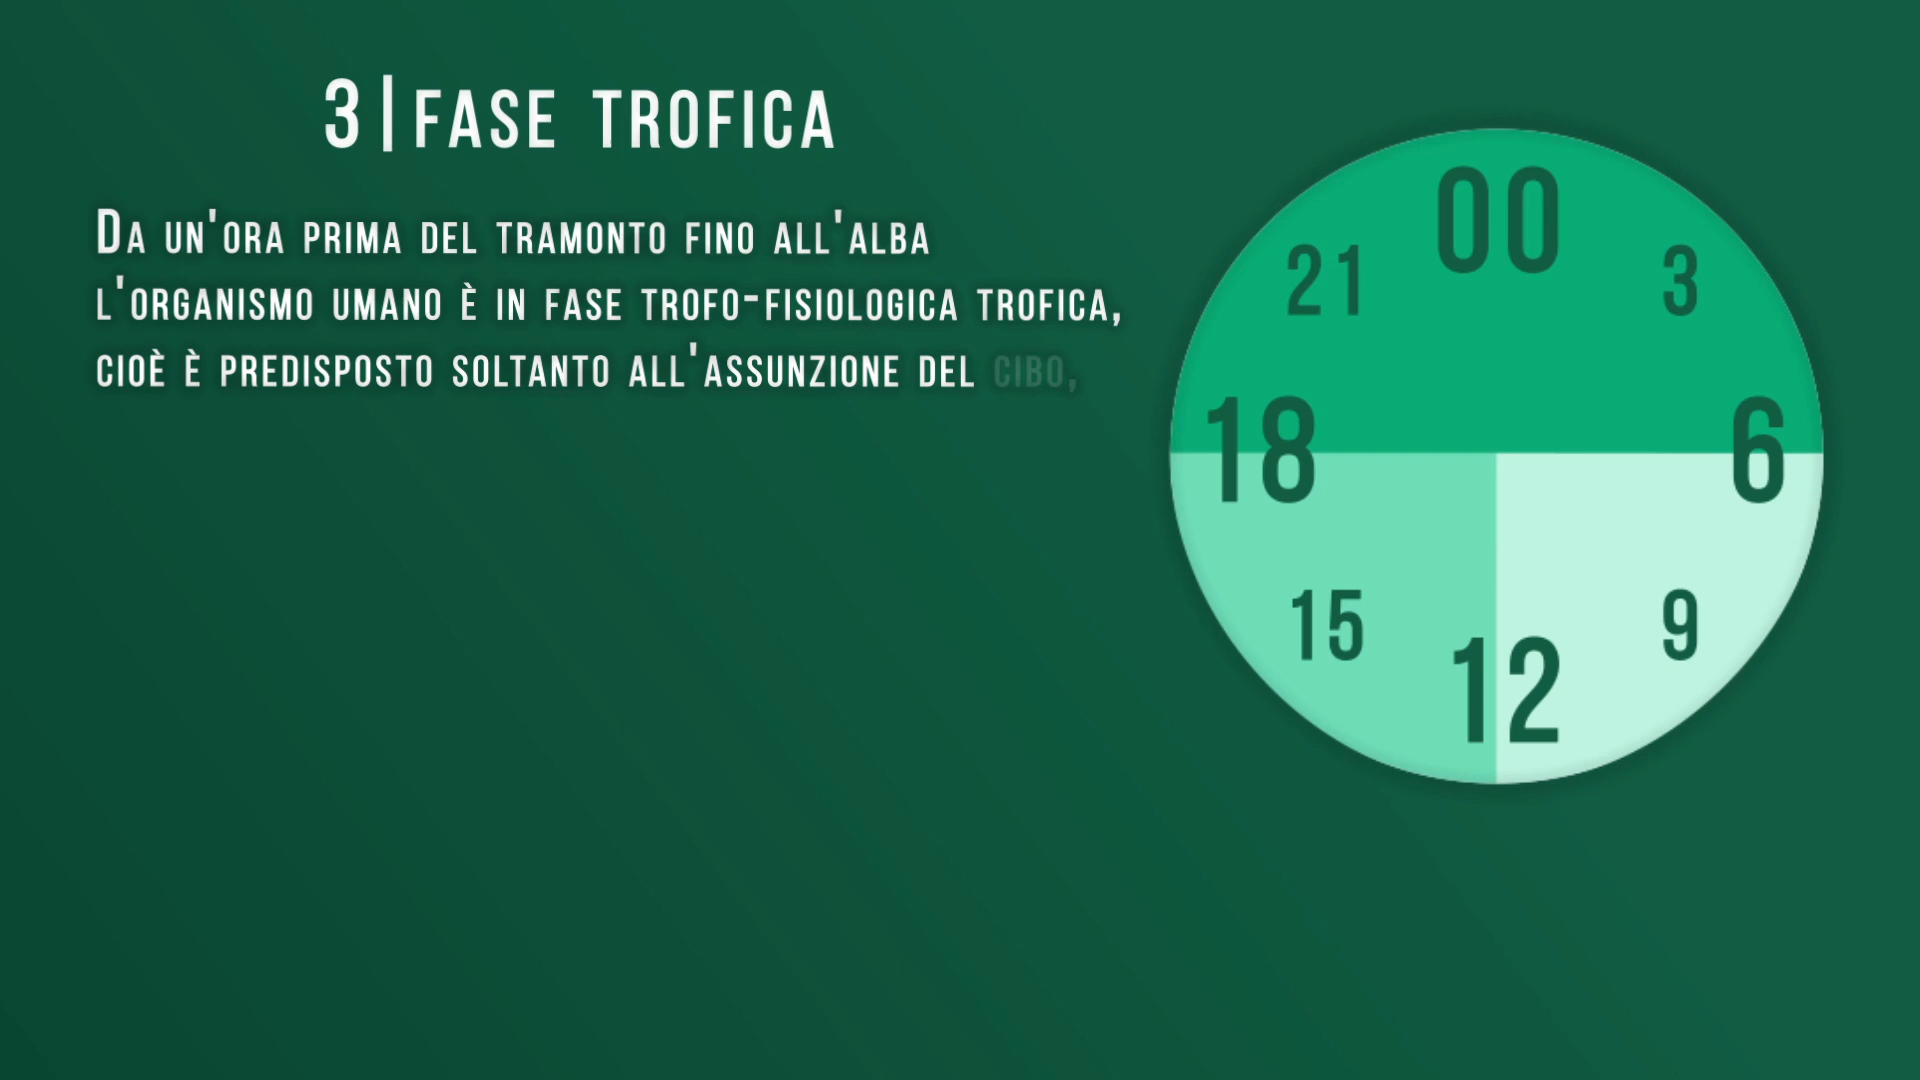 3|FASE TROFICA
DA UN'ORA PRIMA DEL TRAMONTO FINO ALL'ALBA
L'ORGANISMO UMANO È IN FASE TROFO-FISIOLOGICA TROFICA,
CIOÈ È PREDISPOSTO SOLTANTO ALL'ASSUNZIONE DEL CIBO,
00
21 3
18 6
15 9
12